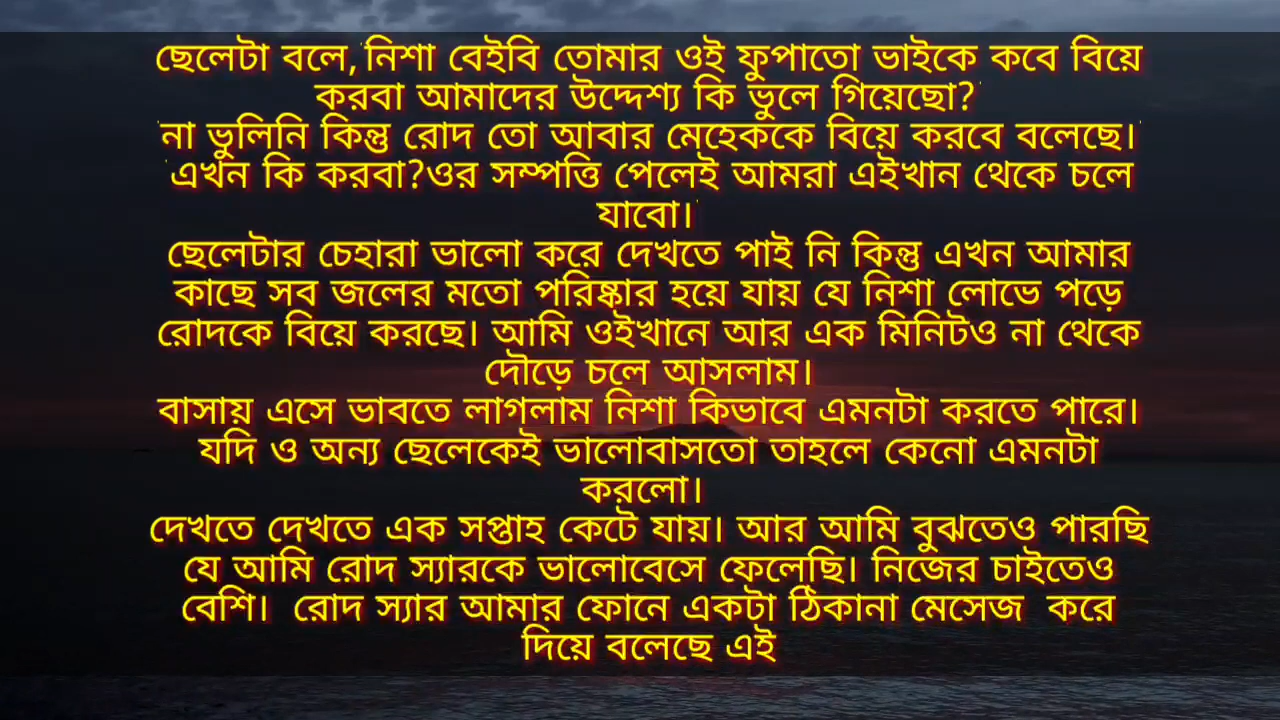 ছেলেটা বলে, 'নিশা বেইবি তোমার ওই ফুপাতো ভাইকে কবে বিয়ে
করবা আমাদের উদ্দেশ্য কি ভুলে গিয়েছো?'
'না ভুলিনি কিন্তু রোদ তো আবার মেহেককে বিয়ে করবে বলেছে।'
'এখন কি করবা?ওর সম্পত্তি পেলেই আমরা এইখান থেকে চলে
যাবো।'
ছেলেটার চেহারা ভালো করে দেখতে পাই নি কিন্তু এখন আমার
কাছে সব জলের মতো পরিষ্কার হয়ে যায় যে নিশা লোভে পড়ে
রোদকে বিয়ে করছে। আমি ওইখানে আর এক মিনিটও না থেকে
দৌড়ে চলে আসলাম।
বাসায় এসে ভাবতে লাগলাম নিশা কিভাবে এমনটা করতে পারে।
যদি ও অন্য ছেলেকেই ভালোবাসতো তাহলে কেনো এমনটা
করলো।
দেখতে দেখতে এক সপ্তাহ কেটে যায়। আর আমি বুঝতেও পারছি
যে আমি রোদ স্যারকে ভালোবেসে ফেলেছি। নিজের চাইতেও
বেশি।  রোদ স্যার আমার ফোনে একটা ঠিকানা মেসেজ  করে
দিয়ে বলেছে এই